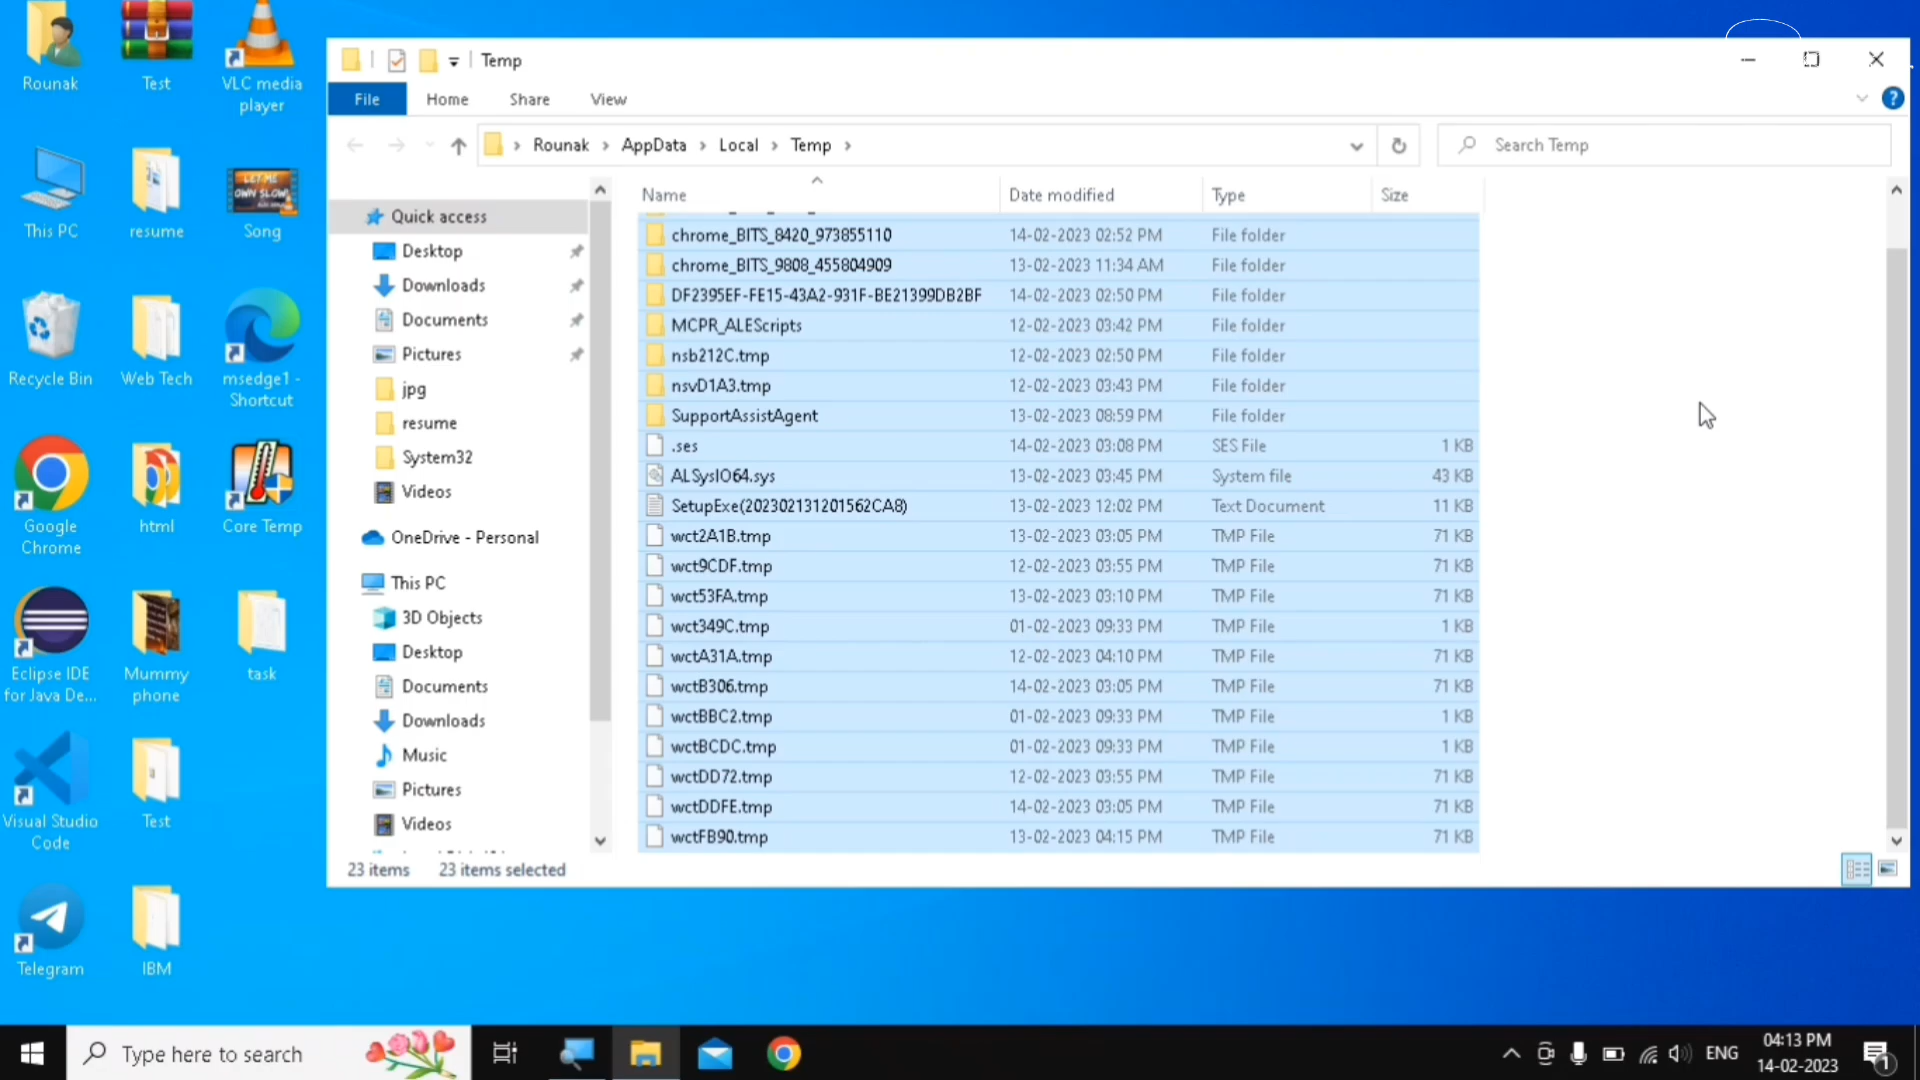 Rounak
Test
VLC media
player
This PC
resume
LET ME
OWN SLOW!
Song
Recycle Bin
Web Tech
msedge1 -
Shortcut
Google
Chrome
html
Core Temp
Eclipse IDE
for Java De...
Mummy
phone
task
Visual Studio
Code
Test
Telegram
IBM
Temp
File
Home
Share
View
Rounak
AppData
Local
Temp
Search Temp
Quick access
Desktop
Downloads
Documents
Pictures
jpg
resume
System32
Videos
OneDrive - Personal
This PC
3D Objects
Desktop
Documents
Downloads
Music
Pictures
Videos
Name Date modified Type Size
chrome_BITS_8420_973855110 14-02-2023 02:52 PM File folder
chrome_BITS_9808_455804909 13-02-2023 11:34 AM File folder
DF2395EF-FE15-43A2-931F-BE21399DB2BF 14-02-2023 02:50 PM File folder
MCPR_ALEScripts 12-02-2023 03:42 PM File folder
nsb212C.tmp 12-02-2023 02:50 PM File folder
nsvD1A3.tmp 12-02-2023 03:43 PM File folder
SupportAssistAgent 13-02-2023 08:59 PM File folder
.ses 14-02-2023 03:08 PM SES File 1 KB
ALSysIO64.sys 13-02-2023 03:45 PM System file 43 KB
SetupExe(202302131201562CA8) 13-02-2023 12:02 PM Text Document 11 KB
wct2A1B.tmp 13-02-2023 03:05 PM TMP File 71 KB
wct9CDF.tmp 12-02-2023 03:55 PM TMP File 71 KB
wct53FA.tmp 13-02-2023 03:10 PM TMP File 71 KB
wct349C.tmp 01-02-2023 09:33 PM TMP File 1 KB
wctA31A.tmp 12-02-2023 04:10 PM TMP File 71 KB
wctB306.tmp 14-02-2023 03:05 PM TMP File 71 KB
wctBBC2.tmp 01-02-2023 09:33 PM TMP File 1 KB
wctBCDC.tmp 01-02-2023 09:33 PM TMP File 1 KB
wctDD72.tmp 12-02-2023 03:55 PM TMP File 71 KB
wctDDFE.tmp 14-02-2023 03:05 PM TMP File 71 KB
wctFB90.tmp 13-02-2023 04:15 PM TMP File 71 KB
23 items 23 items selected
Type here to search
ENG
04:13 PM
14-02-2023
1